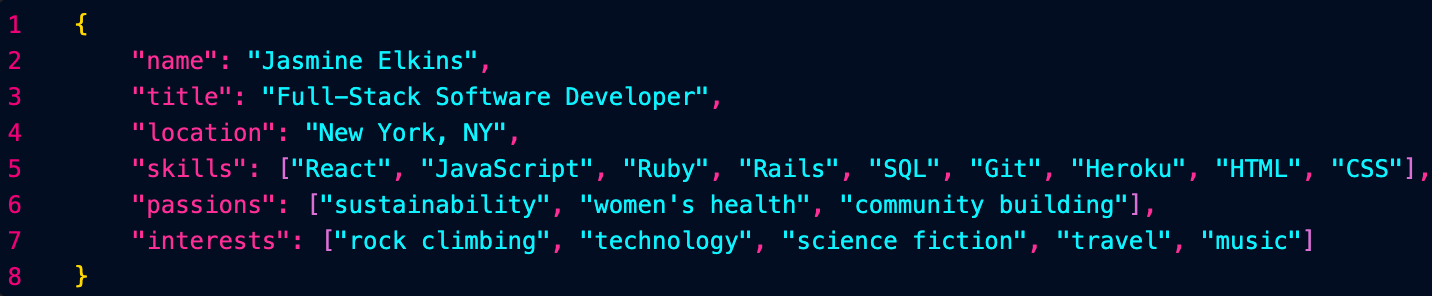 1 {
2 "name": "Jasmine Elkins",
3 "title": "Full-Stack Software Developer",
4 "location": "New York, NY",
5 "skills": ["React", "JavaScript", "Ruby", "Rails", "SQL", "Git", "Heroku", "HTML", "CSS"],
6 "passions": ["sustainability", "women's health", "community building"],
7 "interests": ["rock climbing", "technology", "science fiction", "travel", "music"]
8 }